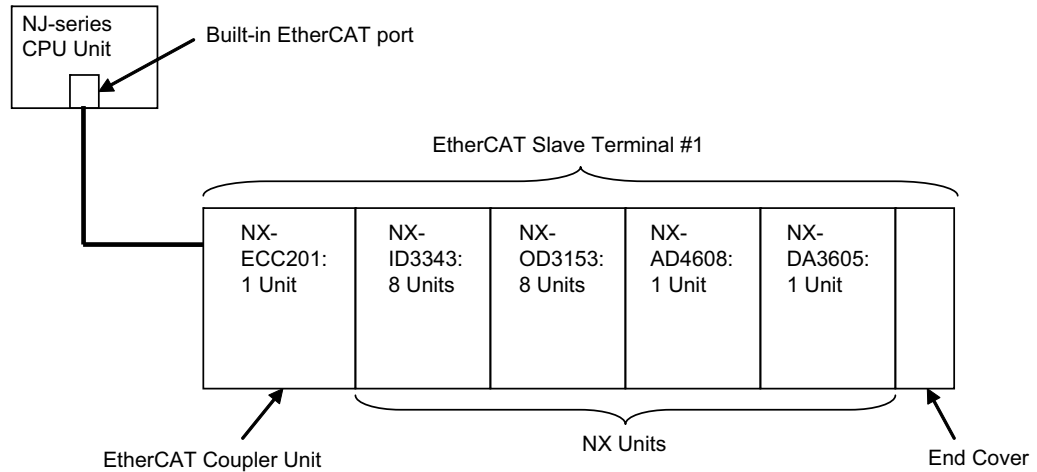 NJ-series
CPU Unit
Built-in EtherCAT port
EtherCAT Slave Terminal #1
NX-
ECC201:
1 Unit
NX-
ID3343:
8 Units
NX-
OD3153:
8 Units
NX-
AD4608:
1 Unit
NX-
DA3605:
1 Unit
EtherCAT Coupler Unit
NX Units
End Cover